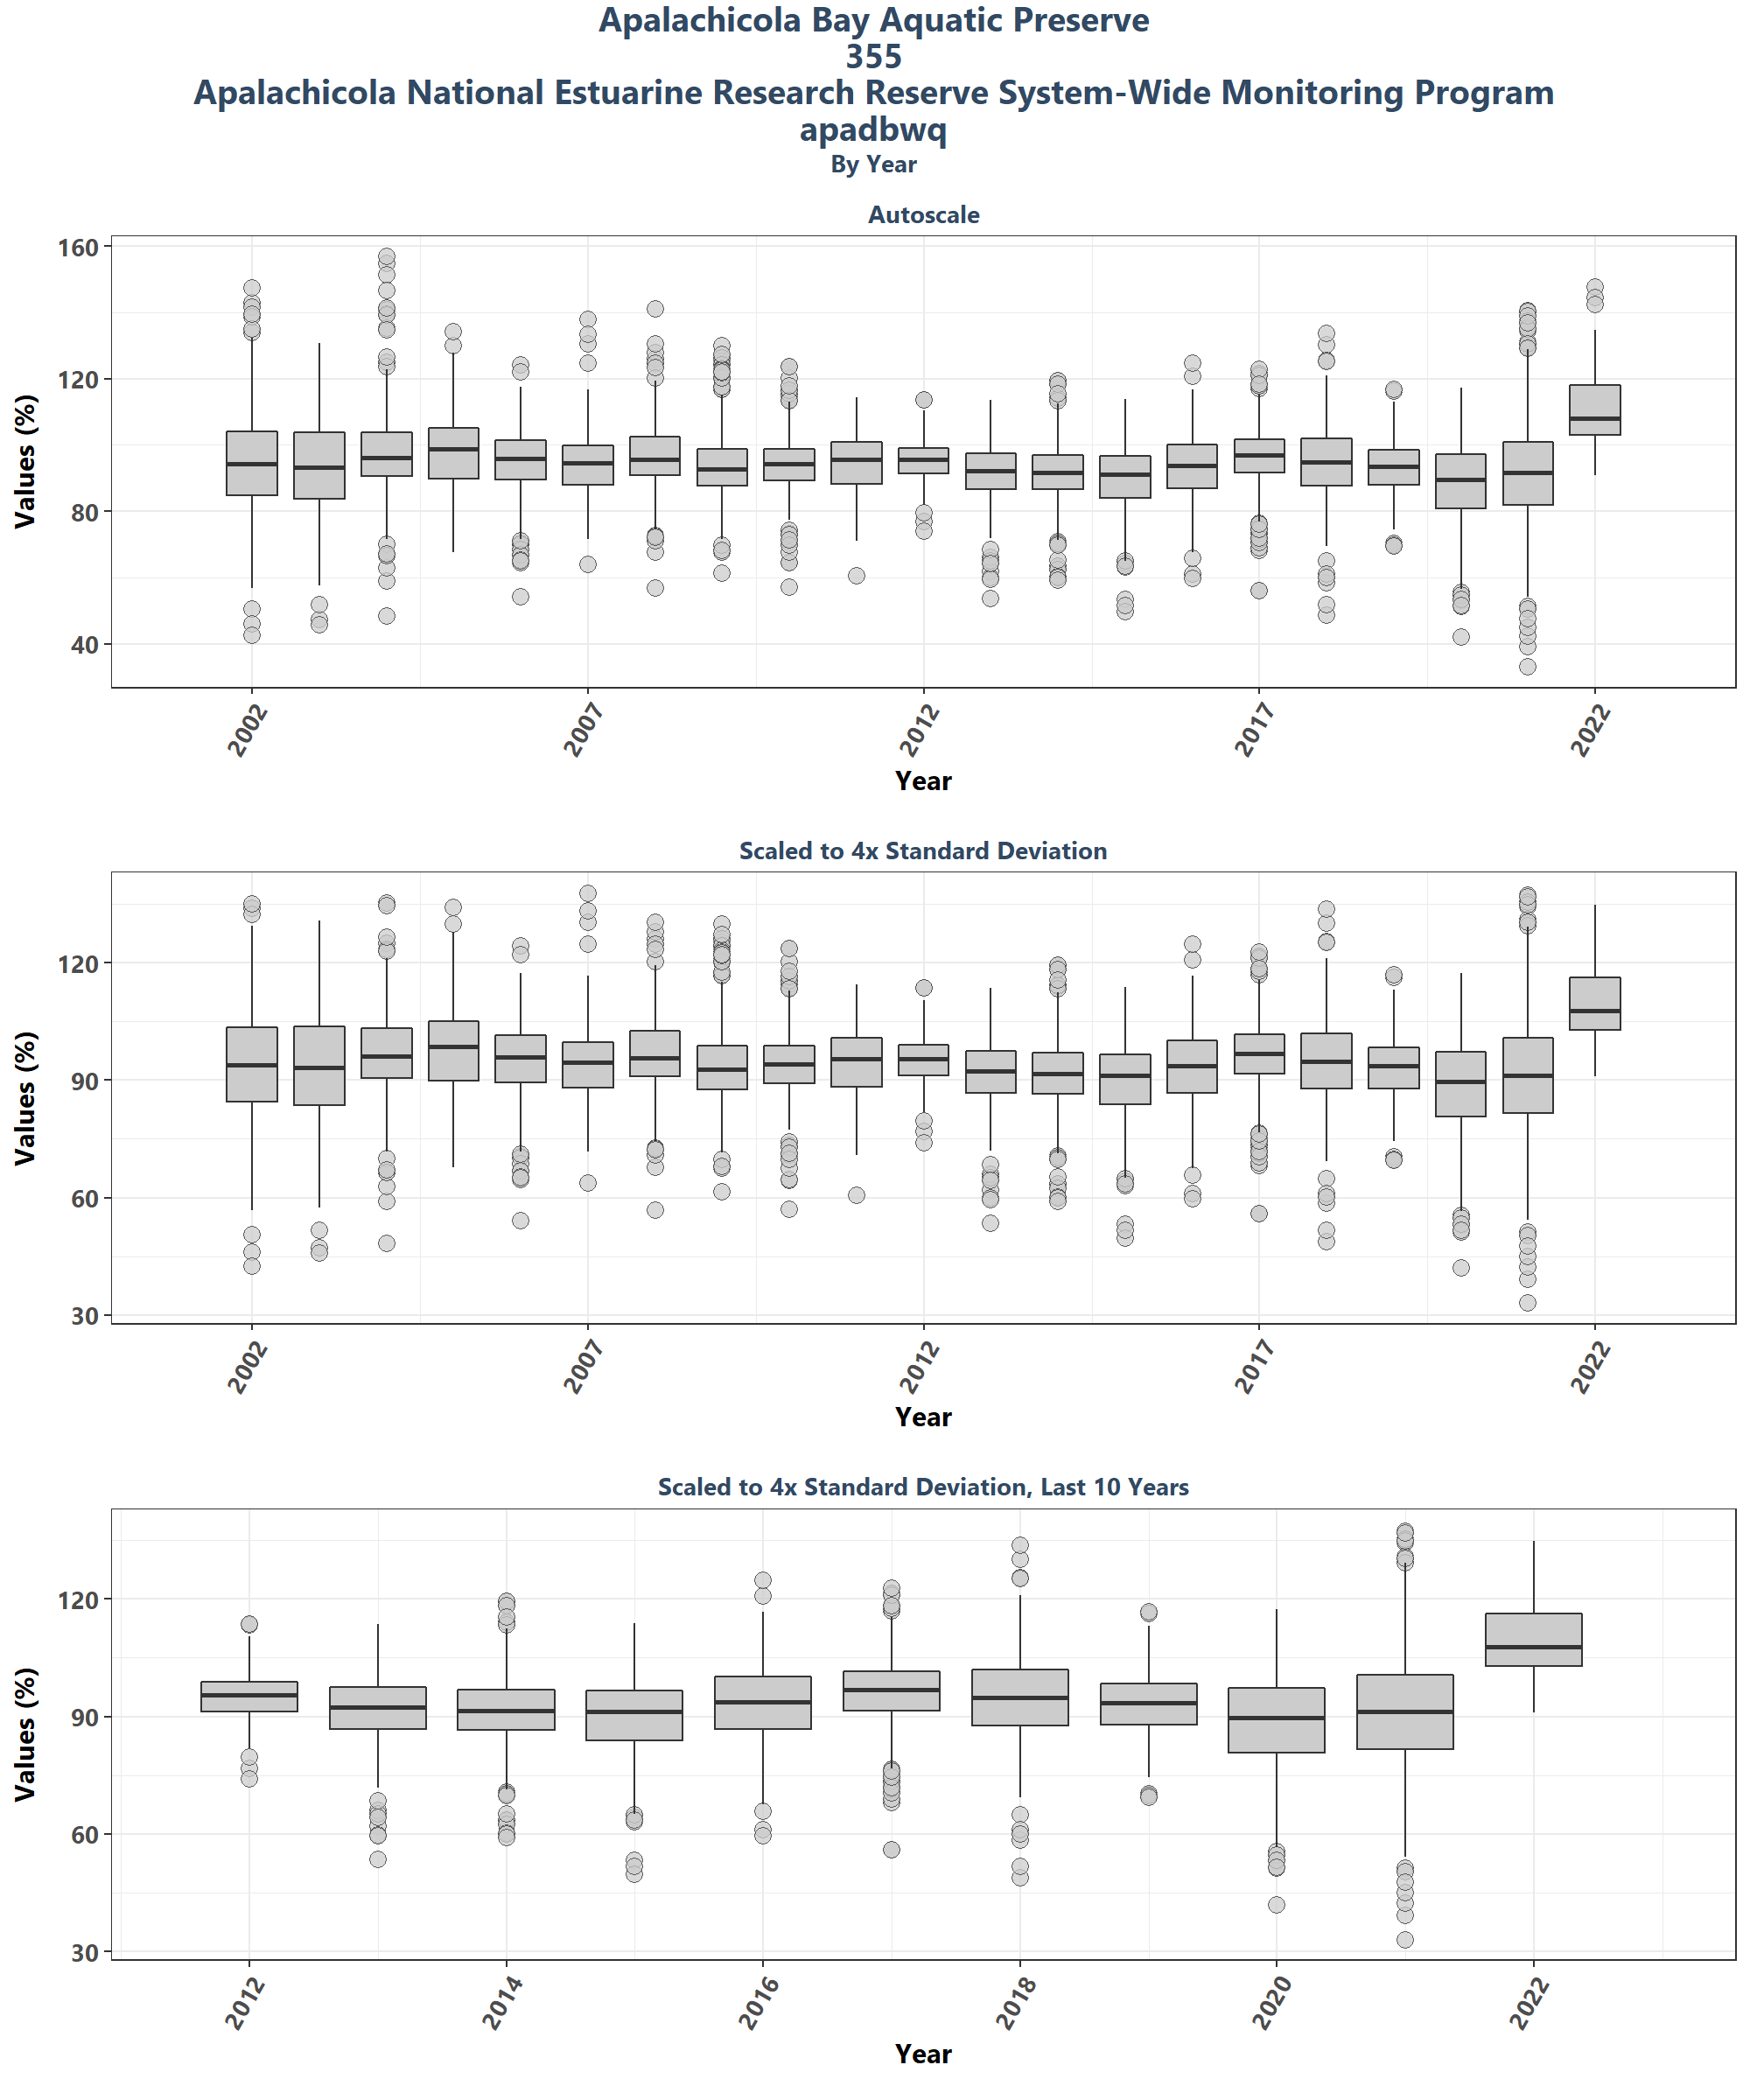 Apalachicola Bay Aquatic Preserve
355
Apalachicola National Estuarine Research Reserve System-Wide Monitoring Program
apadbwq
By Year
Autoscale
Values (%)
160
120
80
40
2002
2007
2012
2017
2022
Year
Scaled to 4x Standard Deviation
Values (%)
120
90
60
30
2002
2007
2012
2017
2022
Year
Scaled to 4x Standard Deviation, Last 10 Years
Values (%)
120
90
60
30
2012
2014
2016
2018
2020
2022
Year